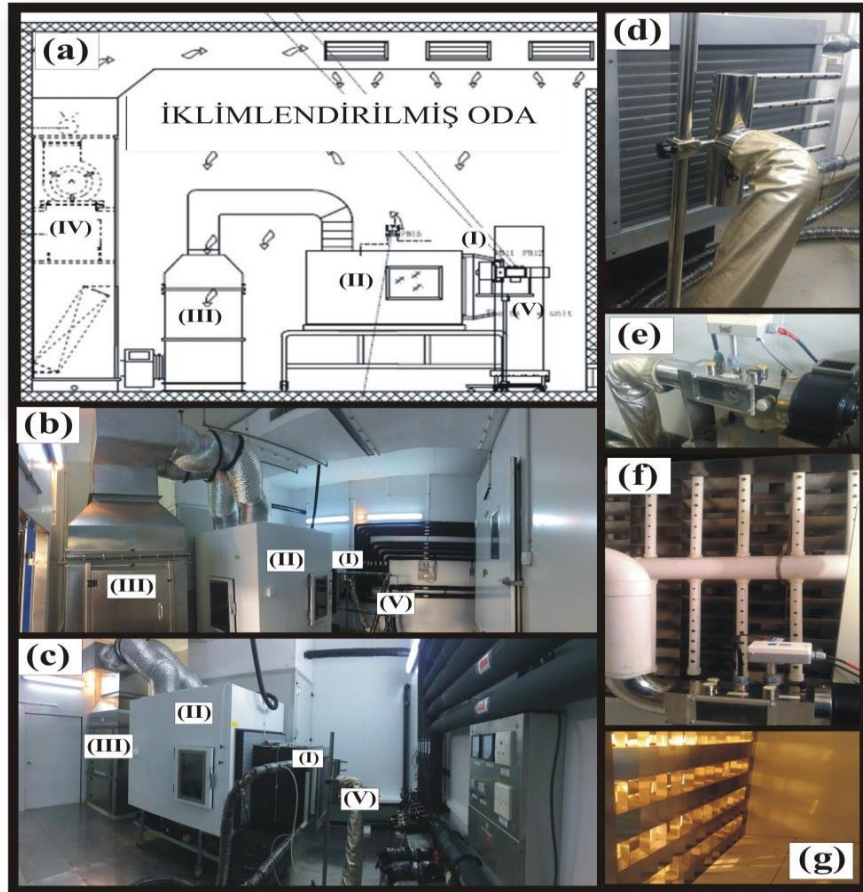 (a)
İKLİMLENDİRİLMİŞ ODA
(I)
(II)
(III)
(IV)
(V)
unit
(b)
(I)
(II)
(III)
(V)
(c)
(I)
(II)
(III)
(V)
(d)
(e)
(f)
(g)